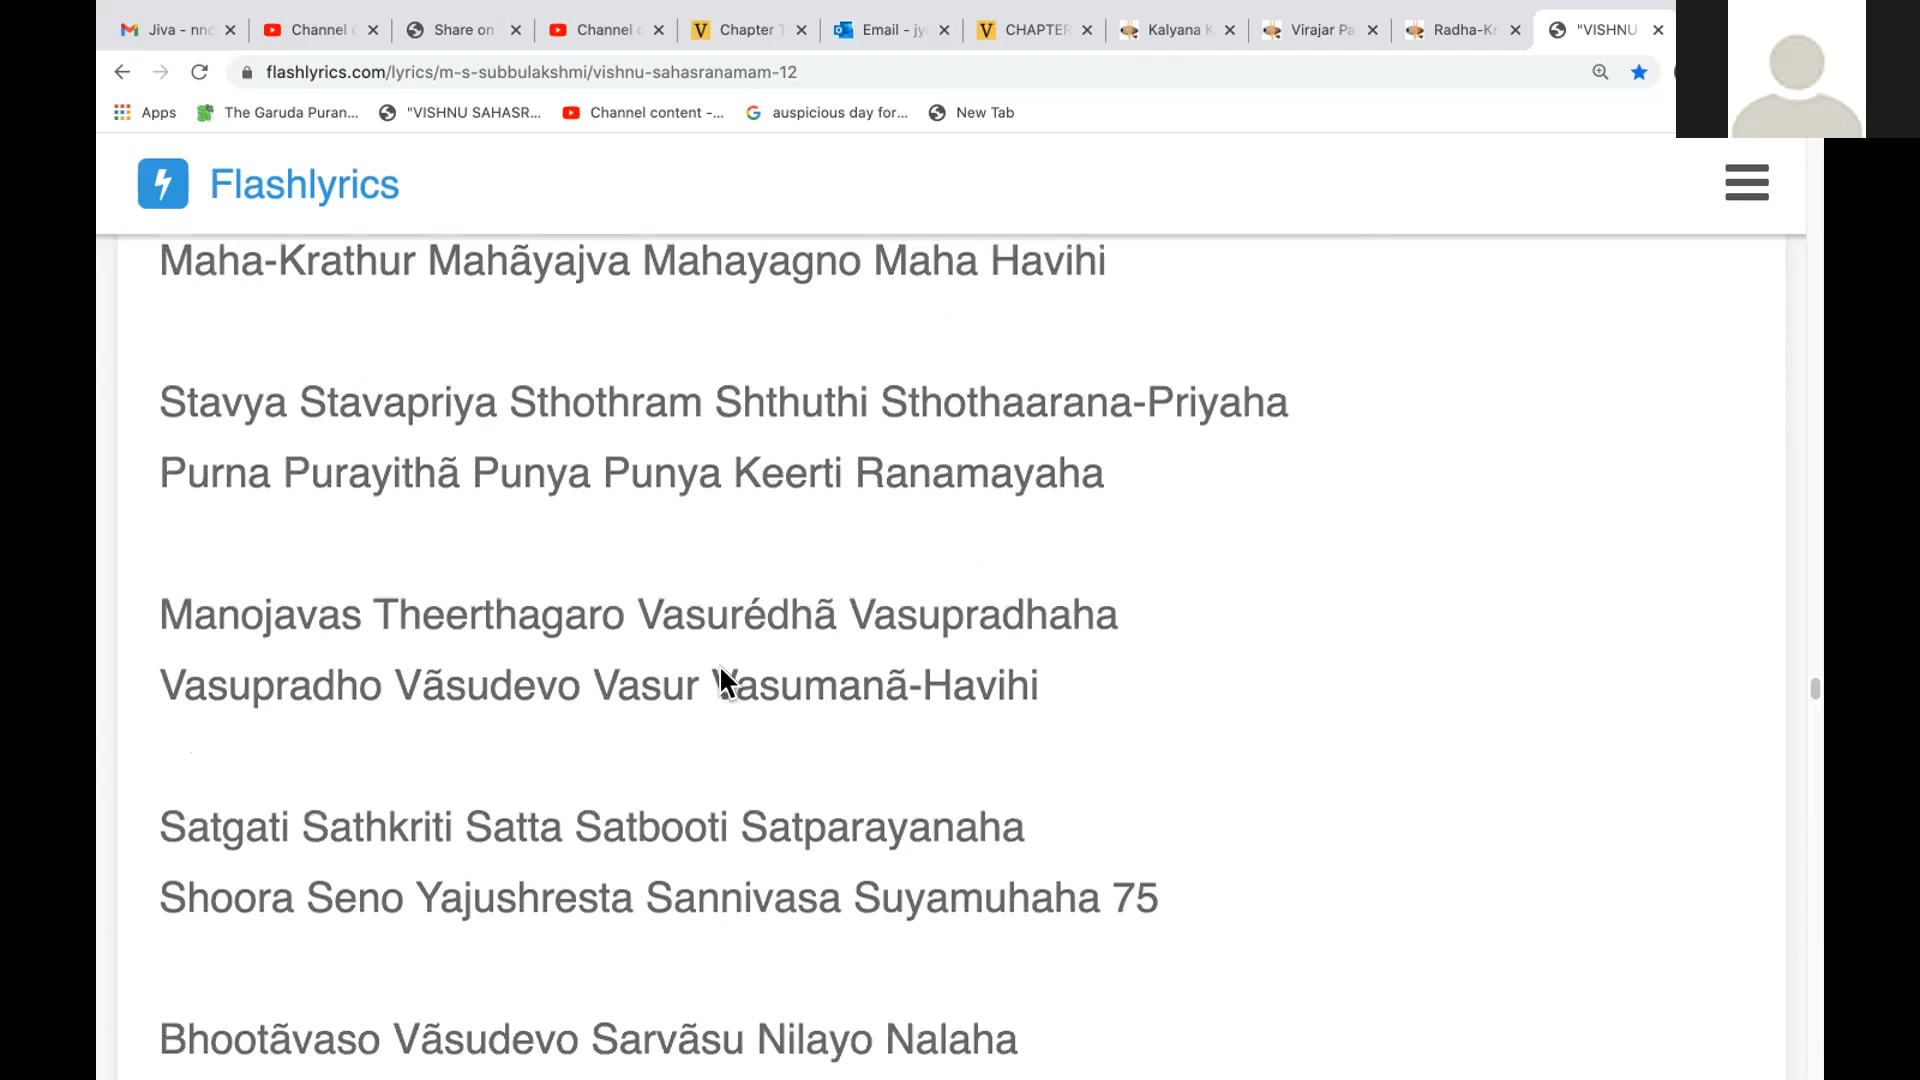 Jiva - nnd
Channel c
Share on
Channel c
Chapter T
Email - jy
CHAPTER
Kalyana K
Virajar Pa
Radha-Kr
"VISHNU
flashlyrics.com/lyrics/m-s-subbulakshmi/vishnu-sahasranamam-12
Apps
The Garuda Puran...
"VISHNU SAHASR...
Channel content -...
auspicious day for...
New Tab
Flashlyrics
Maha-Krathur Mahãyajva Mahayagno Maha Havihi
Stavya Stavapriya Sthothram Shthuthi Sthothaarana-Priyaha
Purna Purayithã Punya Punya Keerti Ranamayaha
Manojavas Theerthagaro Vasurédhã Vasupradhaha
Vasupradho Vãsudevo Vasur Vasumanã-Havihi
Satgati Sathkriti Satta Satbooti Satparayanaha
Shoora Seno Yajushresta Sannivasa Suyamuhaha 75
Bhootãvaso Vãsudevo Sarvãsu Nilayo Nalaha